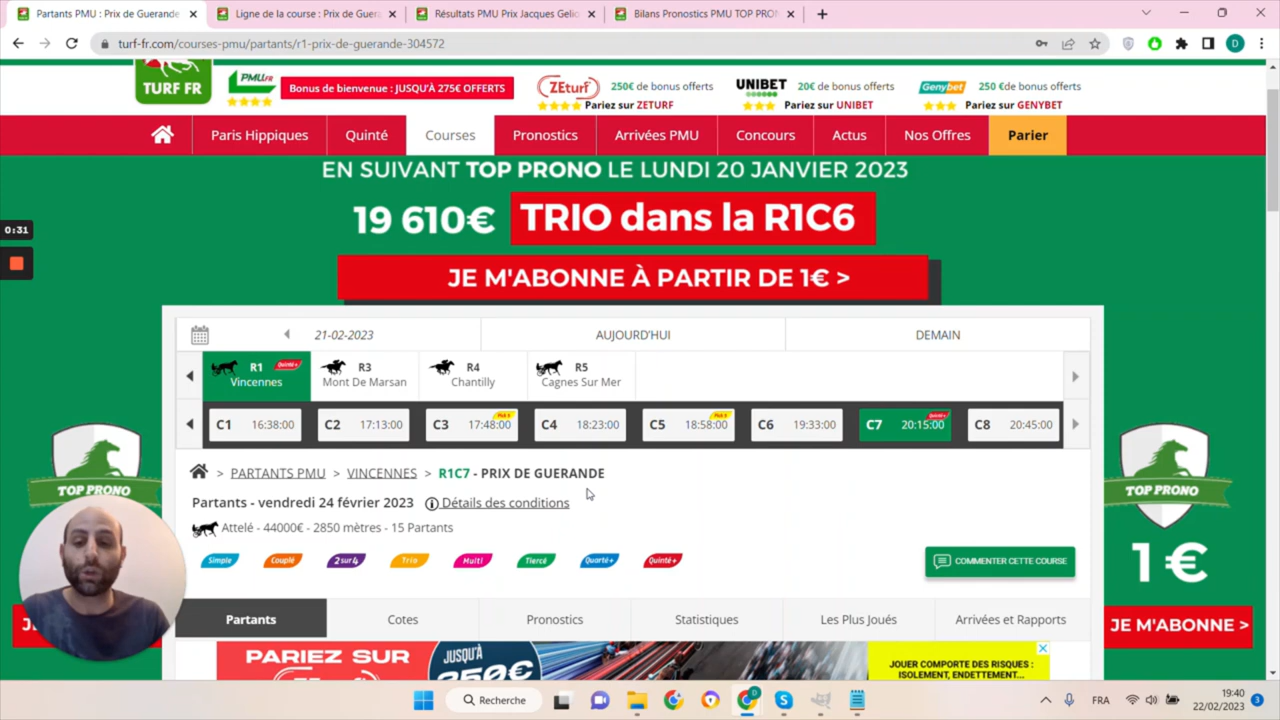 Partants PMU : Prix de Guerande
Ligne de la course : Prix de Guera
Résultats PMU Prix Jacques Gelio
Bilans Pronostics PMU TOP PRON
turf-fr.com/courses-pmu/partants/r1-prix-de-guerande-304572
D
TURF FR
PMU.FR
Bonus de bienvenue : JUSQU'À 275€ OFFERTS
ZEturf
250€ de bonus offerts
Pariez sur ZETURF
UNIBET
20€ de bonus offerts
Pariez sur UNIBET
Genybet
250 € de bonus offerts
Pariez sur GENYBET
Paris Hippiques
Quinté
Courses
Pronostics
Arrivées PMU
Concours
Actus
Nos Offres
Parier
EN SUIVANT TOP PRONO LE LUNDI 20 JANVIER 2023
0:31
19 610€ TRIO dans la R1C6
JE M'ABONNE À PARTIR DE 1€ >
21-02-2023
AUJOURD'HUI
DEMAIN
R1 Quinté+
Vincennes
R3
Mont De Marsan
R4
Chantilly
R5
Cagnes Sur Mer
C1 16:38:00
C2 17:13:00
C3 17:48:00 Pick 5
C4 18:23:00
C5 18:58:00 Pick 5
C6 19:33:00
C7 20:15:00 Quinté+
C8 20:45:00
> PARTANTS PMU > VINCENNES > R1C7 - PRIX DE GUERANDE
Partants - vendredi 24 février 2023 Détails des conditions
Attelé - 44000€ - 2850 mètres - 15 Partants
Simple
Couplé
2sur4
Trio
Multi
Tiercé
Quarté+
Quinté+
COMMENTER CETTE COURSE
TOP PRONO
TOP PRONO
1€
JE M'ABONNE >
Partants
Cotes
Pronostics
Statistiques
Les Plus Joués
Arrivées et Rapports
PARIEZ SUR
JUSQU'À
JOUER COMPORTE DES RISQUES :
ISOLEMENT, ENDETTEMENT...
Recherche
FRA
19:40
22/02/2023
3